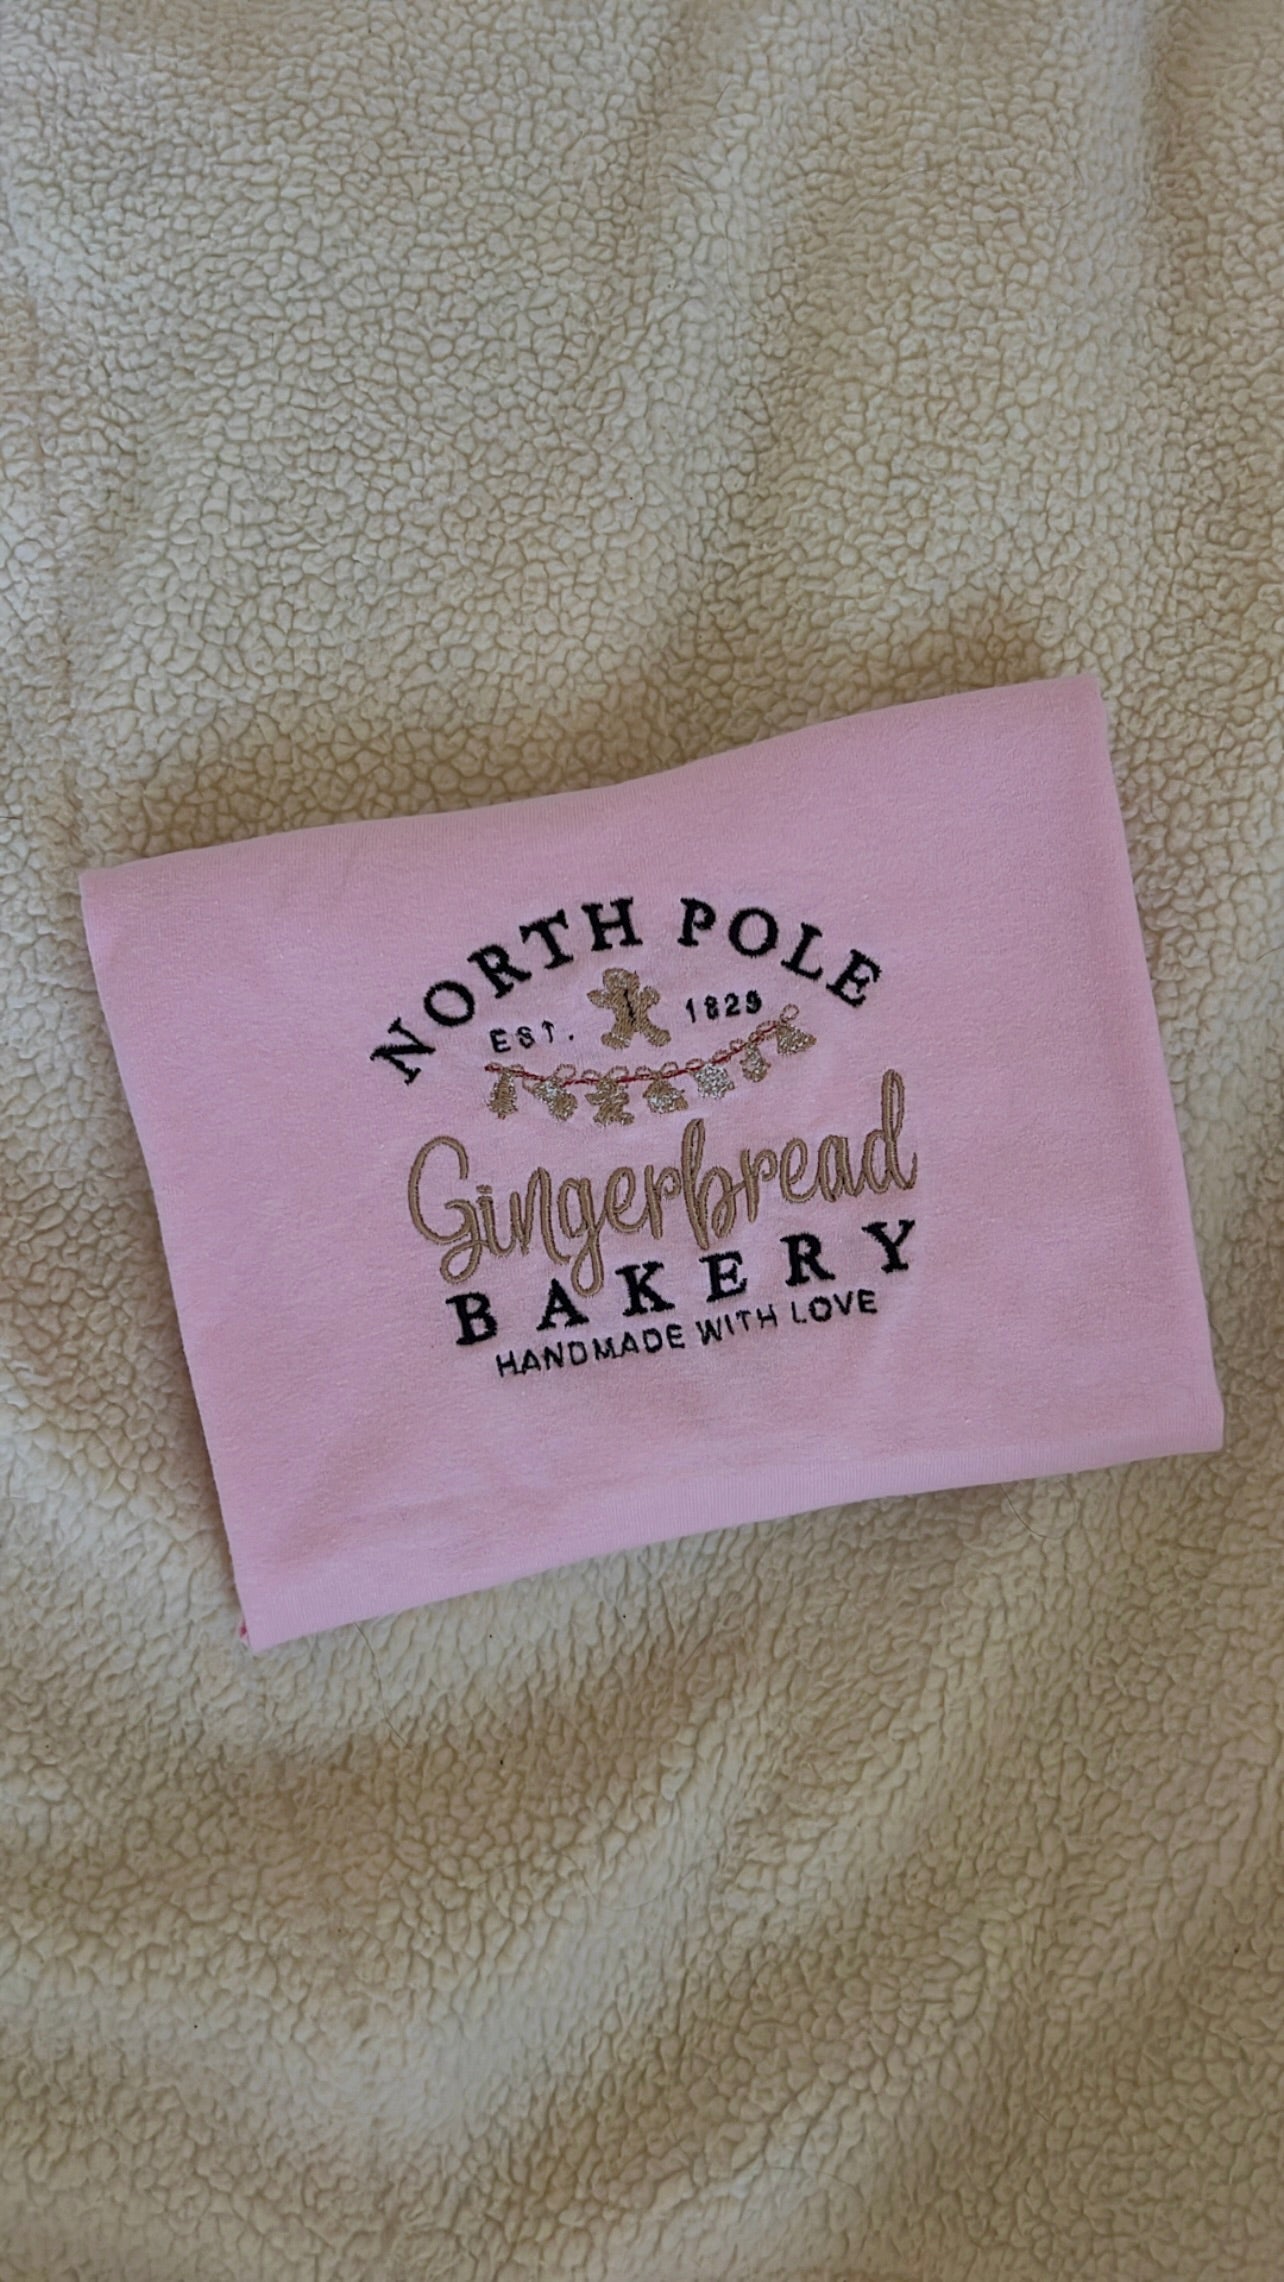 NORTH POLE
EST. 1829
Gingerbread
BAKERY
HANDMADE WITH LOVE